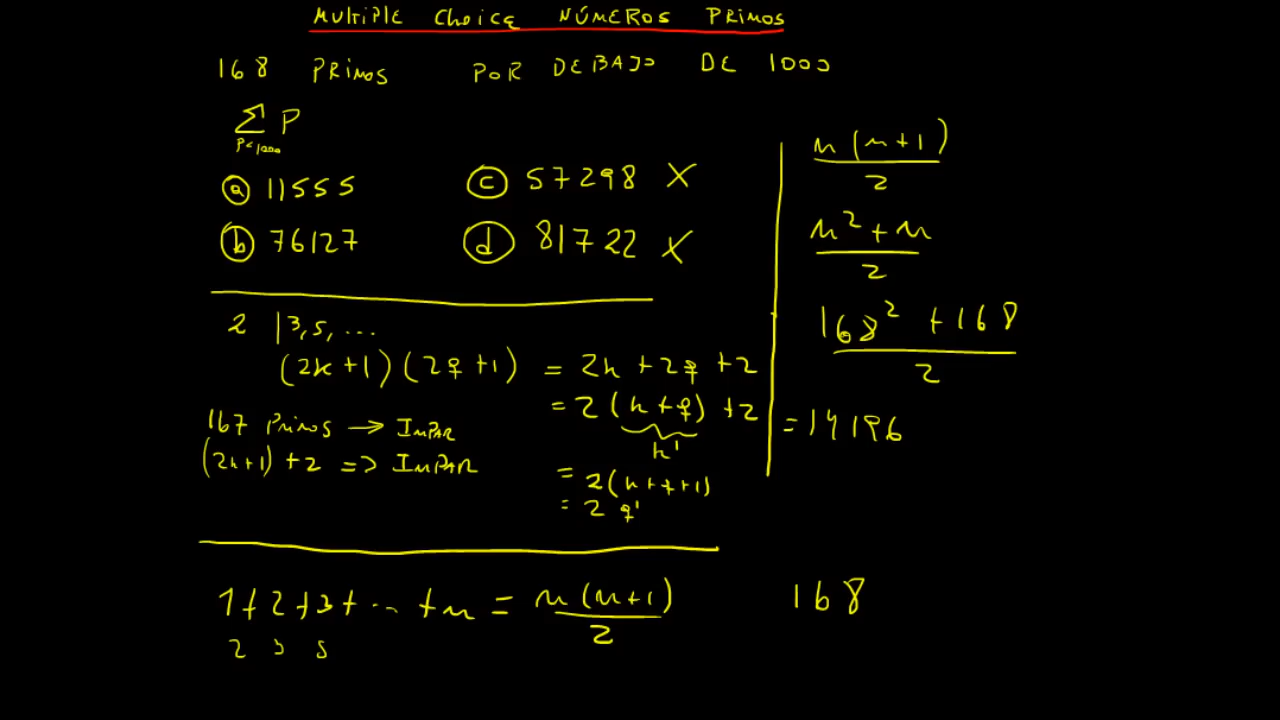 MULTIPLE CHOICE NÚMEROS PRIMOS
168 PRIMOS POR DEBAJO DE 1000
∑ P
P<1000
ⓐ 11555 ⓒ 57298 X
ⓑ 76127 ⓓ 81722 X
2 | 3, 5, ...
(2k+1)(2q+1) = 2k+2q+2
= 2(k+q)+2
k'
167 PRIMOS → IMPAR
(2k+1)+2 => IMPAR
= 2(k+q+1)
= 2 q'
n(n+1)
2
n²+n
2
168²+168
2
= 14196
1+2+3+...+n = n(n+1)
2
168
2 3 5